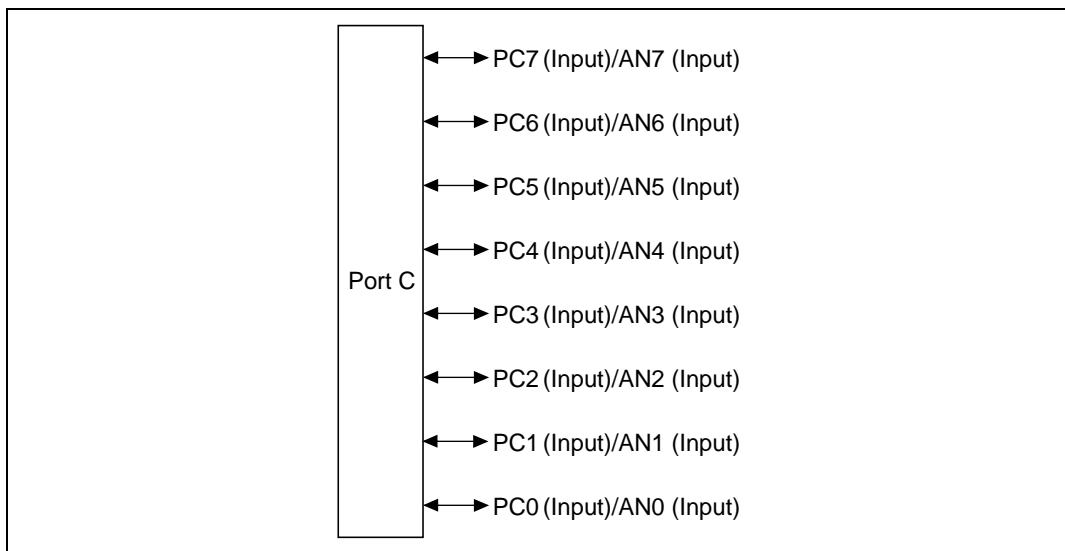 PC7 (Input)/AN7 (Input)
PC6 (Input)/AN6 (Input)
PC5 (Input)/AN5 (Input)
PC4 (Input)/AN4 (Input)
Port C
PC3 (Input)/AN3 (Input)
PC2 (Input)/AN2 (Input)
PC1 (Input)/AN1 (Input)
PC0 (Input)/AN0 (Input)